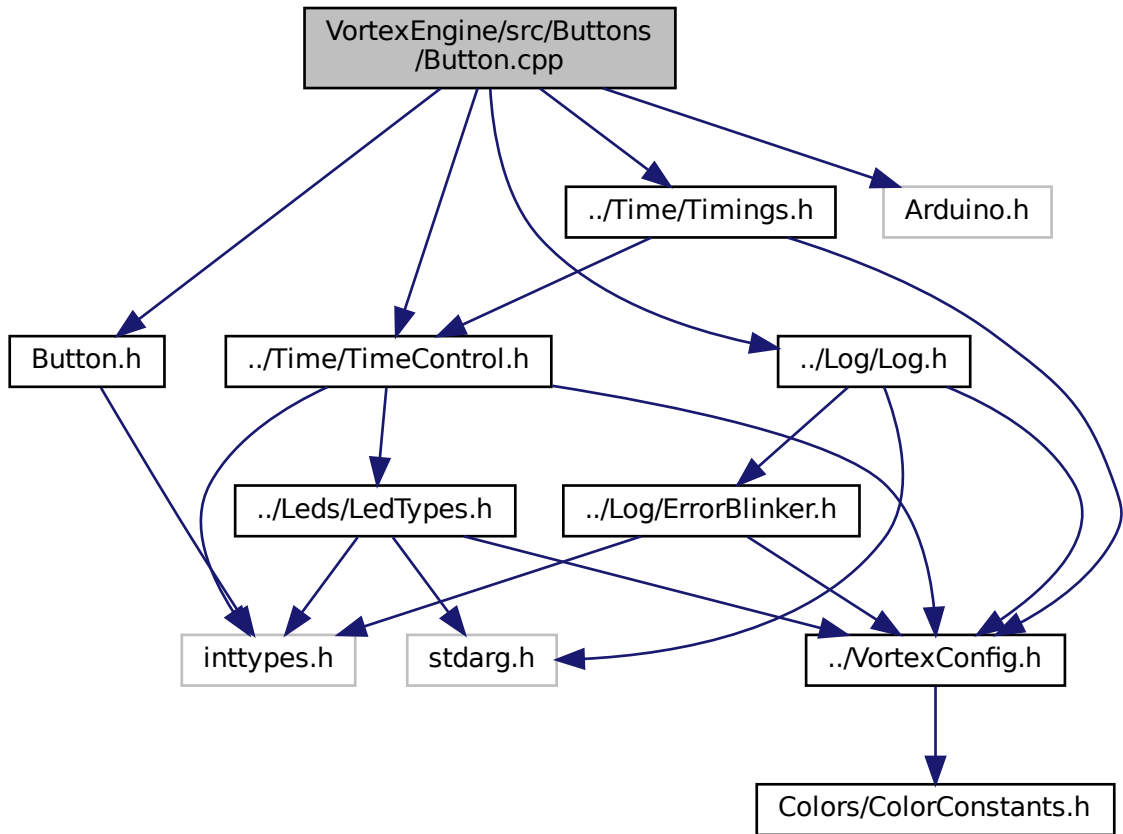 VortexEngine/src/Buttons
/Button.cpp
../Time/Timings.h
Arduino.h
Button.h
../Time/TimeControl.h
../Log/Log.h
../Leds/LedTypes.h
../Log/ErrorBlinker.h
inttypes.h
stdarg.h
../VortexConfig.h
Colors/ColorConstants.h